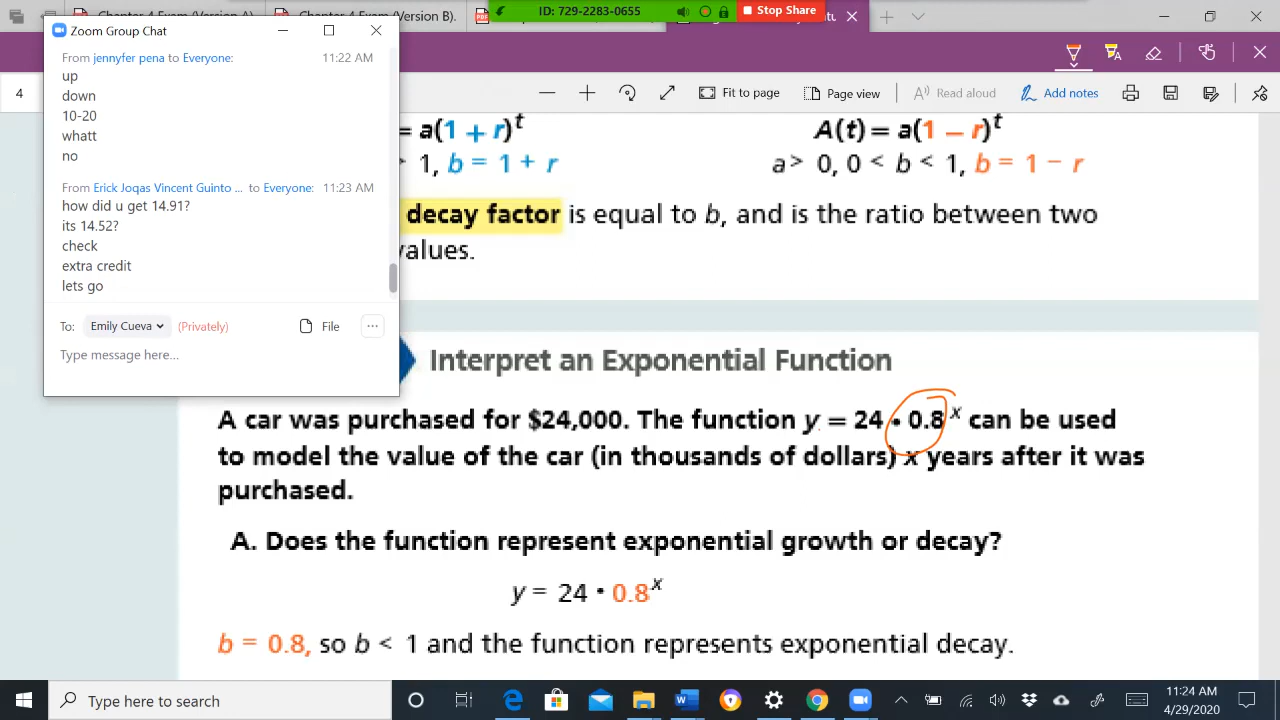 Chapter 4 Exam (Version A)
Chapter 4 Exam (Version B).
ID: 729-2283-0655
Stop Share
Zoom Group Chat
From jennyfer pena to Everyone: 11:22 AM
up
down
10-20
whatt
no
From Erick Joqas Vincent Guinto ... to Everyone: 11:23 AM
how did u get 14.91?
its 14.52?
check
extra credit
lets go
To: Emily Cueva (Privately) File ...
Type message here...
4
Fit to page Page view Read aloud Add notes
= a(1 + r)^t A(t) = a(1 − r)^t
> 1, b = 1 + r a > 0, 0 < b < 1, b = 1 − r
decay factor is equal to b, and is the ratio between two
values.
Interpret an Exponential Function
A car was purchased for $24,000. The function y = 24 • 0.8^x can be used
to model the value of the car (in thousands of dollars) x years after it was
purchased.
A. Does the function represent exponential growth or decay?
y = 24 • 0.8^x
b = 0.8, so b < 1 and the function represents exponential decay.
Type here to search
11:24 AM
4/29/2020